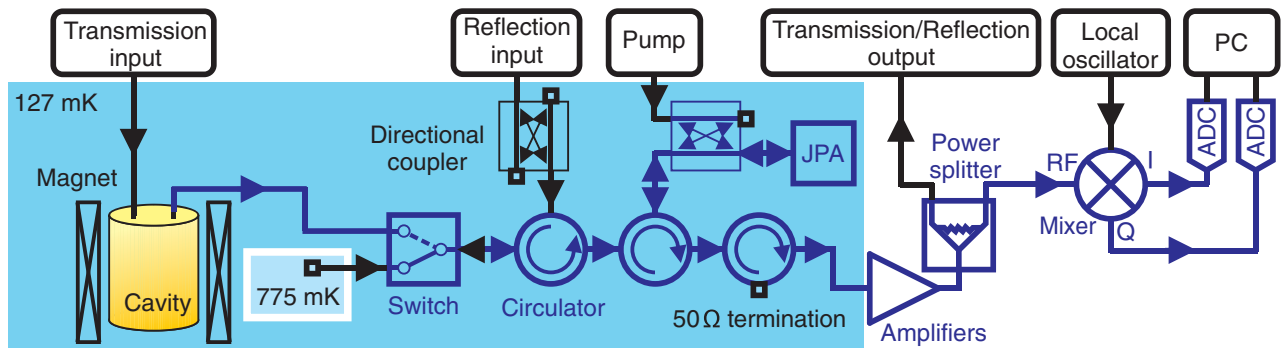 Transmission
input
Reflection
input
Pump
Transmission/Reflection
output
Local
oscillator
PC
127 mK
Directional
coupler
JPA
Power
splitter
RF
I
ADC
ADC
Magnet
Mixer
Q
Cavity
775 mK
Switch
Circulator
50 Ω termination
Amplifiers